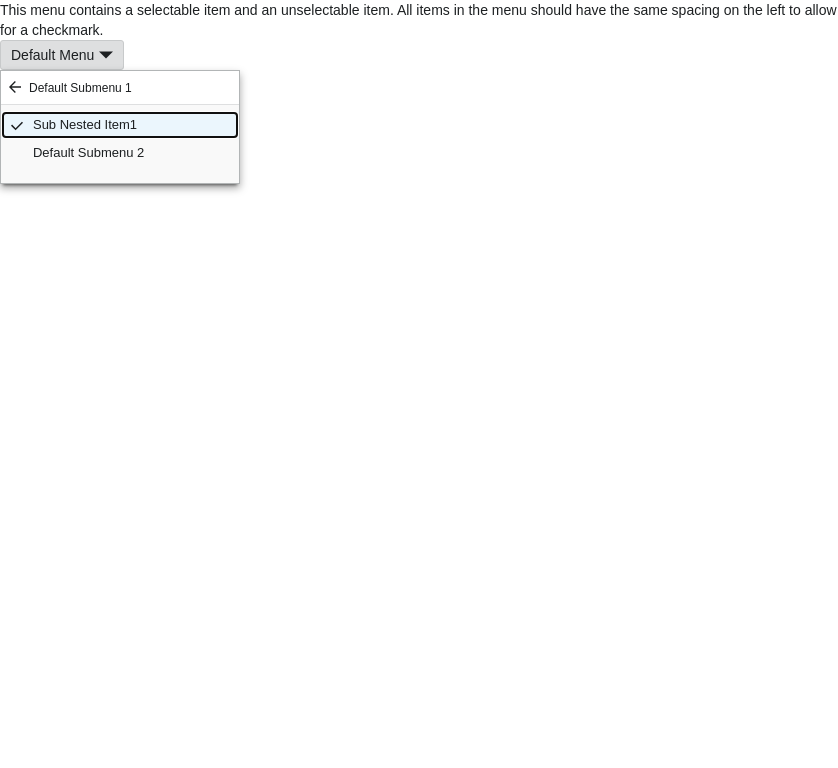 This menu contains a selectable item and an unselectable item. All items in the menu should have the same spacing on the left to allow
for a checkmark.
Default Menu
Default Submenu 1
Sub Nested Item1
Default Submenu 2